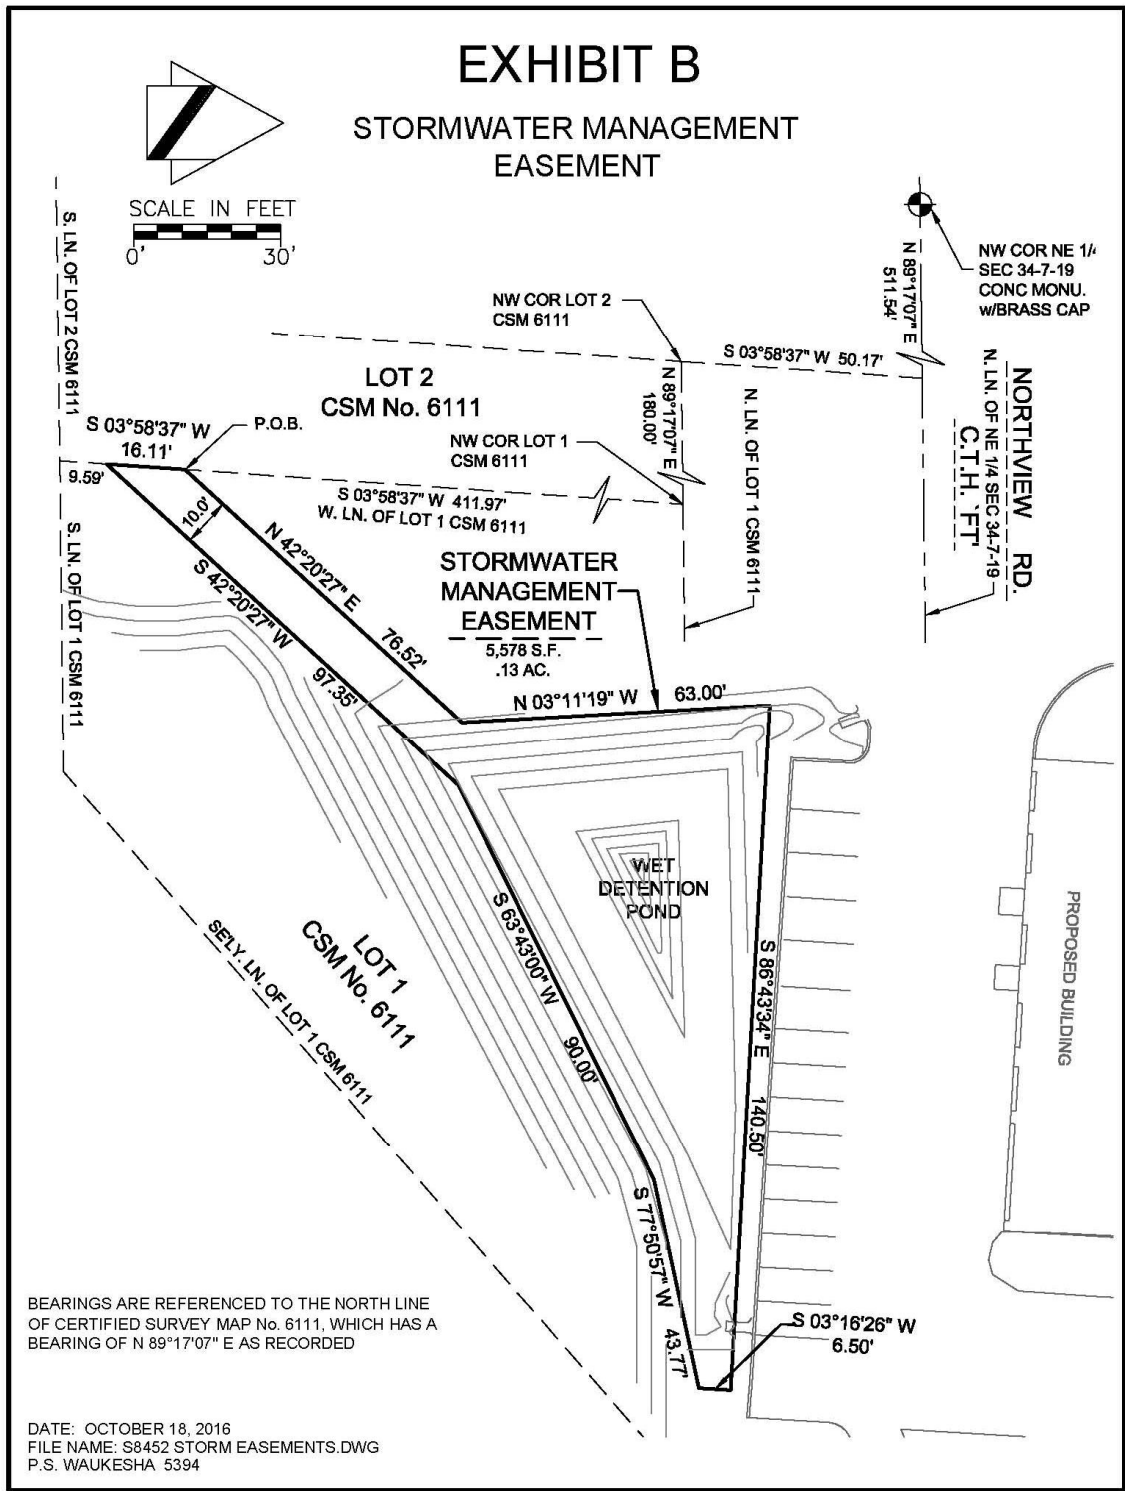 EXHIBIT B
STORMWATER MANAGEMENT
EASEMENT
SCALE IN FEET
0' 30'
S. LN. OF LOT 2 CSM 6111
NW COR NE 1/4
SEC 34-7-19
CONC MONU.
w/BRASS CAP
N 89°17'07" E
511.54'
NW COR LOT 2
CSM 6111
S 03°58'37" W 50.17'
LOT 2
CSM No. 6111
N 89°17'07" E
180.00'
N. LN. OF LOT 1 CSM 6111
NORTHVIEW RD.
N. LN. OF NE 1/4 SEC 34-7-19
C.T.H. 'FT'
S 03°58'37" W
16.11'
P.O.B.
NW COR LOT 1
CSM 6111
9.59'
S 03°58'37" W 411.97'
W. LN. OF LOT 1 CSM 6111
10.0'
N 42°20'27" E
76.52'
S 42°20'27" W
97.35'
S. LN. OF LOT 1 CSM 6111
STORMWATER
MANAGEMENT
EASEMENT
5,578 S.F.
.13 AC.
N 03°11'19" W 63.00'
WET
DETENTION
POND
S 63°43'00" W
90.00'
S 86°43'34" E
140.50'
PROPOSED BUILDING
LOT 1
CSM No. 6111
SE'LY. LN. OF LOT 1 CSM 6111
S 77°50'57" W
43.77'
S 03°16'26" W
6.50'
BEARINGS ARE REFERENCED TO THE NORTH LINE
OF CERTIFIED SURVEY MAP No. 6111, WHICH HAS A
BEARING OF N 89°17'07" E AS RECORDED
DATE: OCTOBER 18, 2016
FILE NAME: S8452 STORM EASEMENTS.DWG
P.S. WAUKESHA 5394